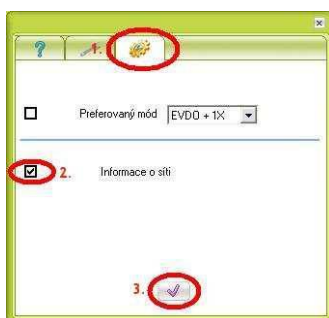 1.
Preferovaný mód EVDO + 1X
2. Informace o síti
3.